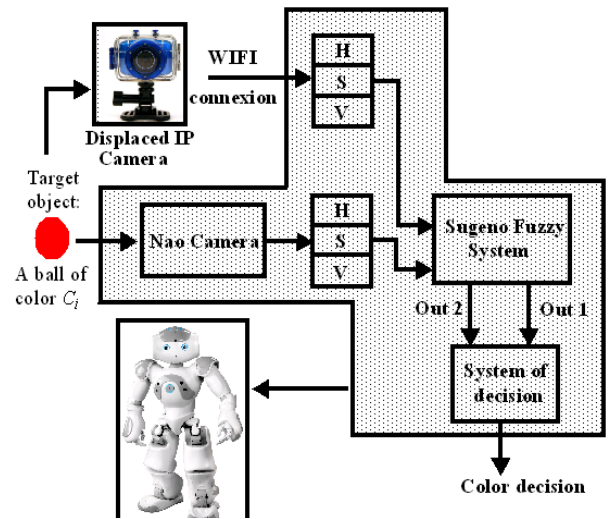 WIFI
connexion
Displaced IP
Camera
H
S
V
Target
object:
A ball of
color C_i
Nao Camera
H
S
V
Sugeno Fuzzy
System
Out 2
Out 1
System of
decision
Color decision